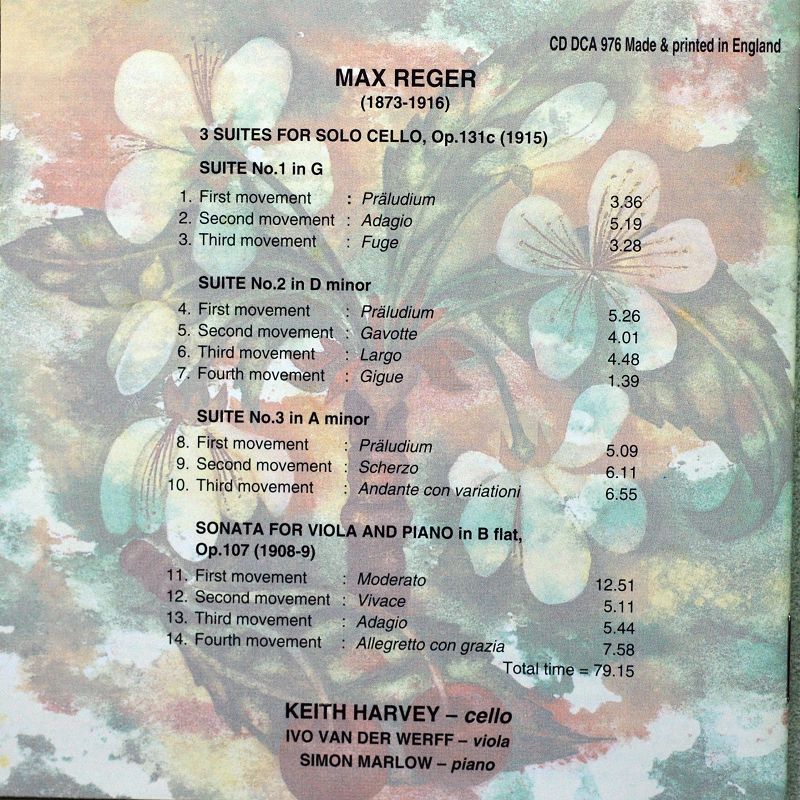 CD DCA 976 Made & printed in England
MAX REGER
(1873-1916)
3 SUITES FOR SOLO CELLO, Op.131c (1915)
SUITE No.1 in G
1. First movement : Präludium 3.36
2. Second movement : Adagio 5.19
3. Third movement : Fuge 3.28
SUITE No.2 in D minor
4. First movement : Präludium 5.26
5. Second movement : Gavotte 4.01
6. Third movement : Largo 4.48
7. Fourth movement : Gigue 1.39
SUITE No.3 in A minor
8. First movement : Präludium 5.09
9. Second movement : Scherzo 6.11
10. Third movement : Andante con variationi 6.55
SONATA FOR VIOLA AND PIANO in B flat,
Op.107 (1908-9)
11. First movement : Moderato 12.51
12. Second movement : Vivace 5.11
13. Third movement : Adagio 5.44
14. Fourth movement : Allegretto con grazia 7.58
Total time = 79.15
KEITH HARVEY – cello
IVO VAN DER WERFF – viola
SIMON MARLOW – piano